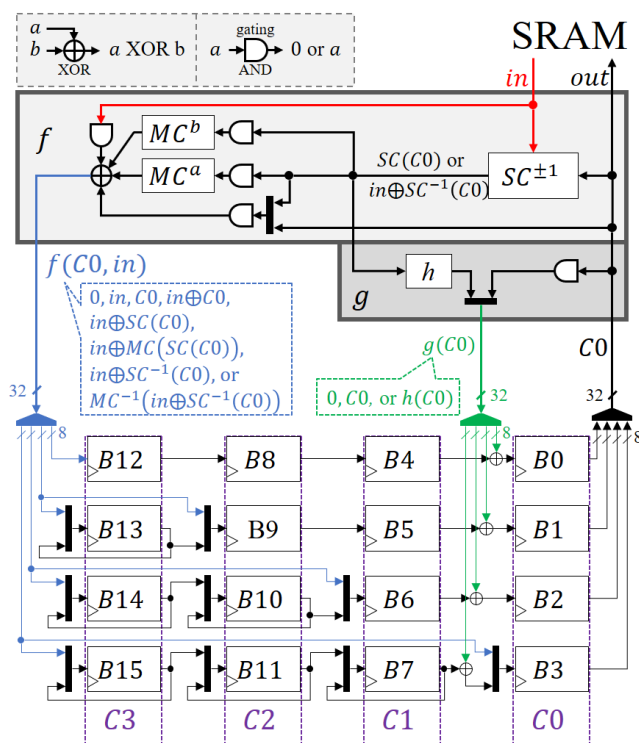 a
b
a XOR b
XOR
gating
a
0 or a
AND
SRAM
in
out
f
MC^b
MC^a
SC(C0) or
in⊕SC^{-1}(C0)
SC^{±1}
h
g
f(C0, in)
0, in, C0, in⊕C0,
in⊕SC(C0),
in⊕MC(SC(C0)),
in⊕SC^{-1}(C0), or
MC^{-1}(in⊕SC^{-1}(C0))
g(C0)
0, C0, or h(C0)
C0
32
8
32
8
32
8
B12 B8 B4 B0
B13 B9 B5 B1
B14 B10 B6 B2
B15 B11 B7 B3
C3 C2 C1 C0